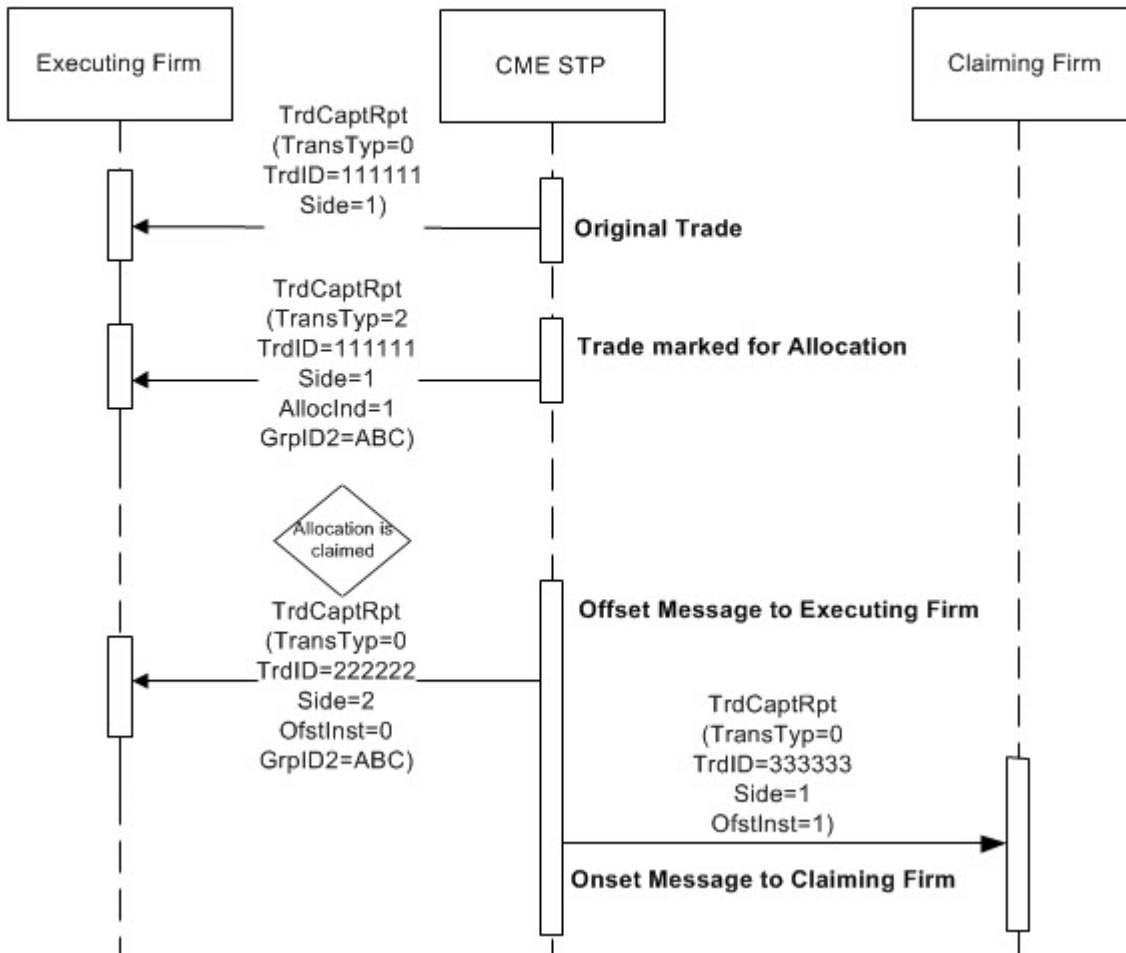 Executing Firm
CME STP
Claiming Firm
TrdCaptRpt
(TransTyp=0
TrdID=111111
Side=1)
Original Trade
TrdCaptRpt
(TransTyp=2
TrdID=111111
Side=1
AllocInd=1
GrpID2=ABC)
Trade marked for Allocation
Allocation is
claimed
TrdCaptRpt
(TransTyp=0
TrdID=222222
Side=2
OfstInst=0
GrpID2=ABC)
Offset Message to Executing Firm
TrdCaptRpt
(TransTyp=0
TrdID=333333
Side=1
OfstInst=1)
Onset Message to Claiming Firm